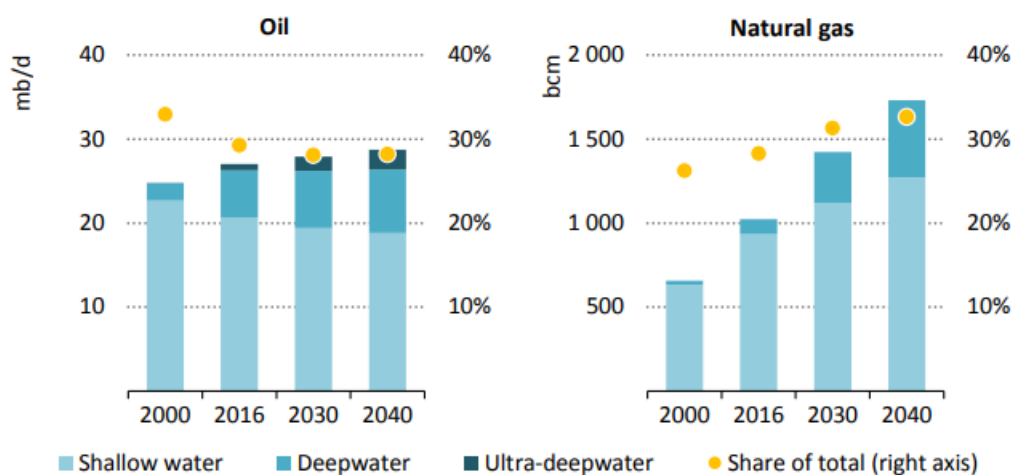 Oil
mb/d
40
30
20
10
40%
30%
20%
10%
2000 2016 2030 2040
Natural gas
bcm
2 000
1 500
1 000
500
40%
30%
20%
10%
2000 2016 2030 2040
Shallow water Deepwater Ultra-deepwater Share of total (right axis)